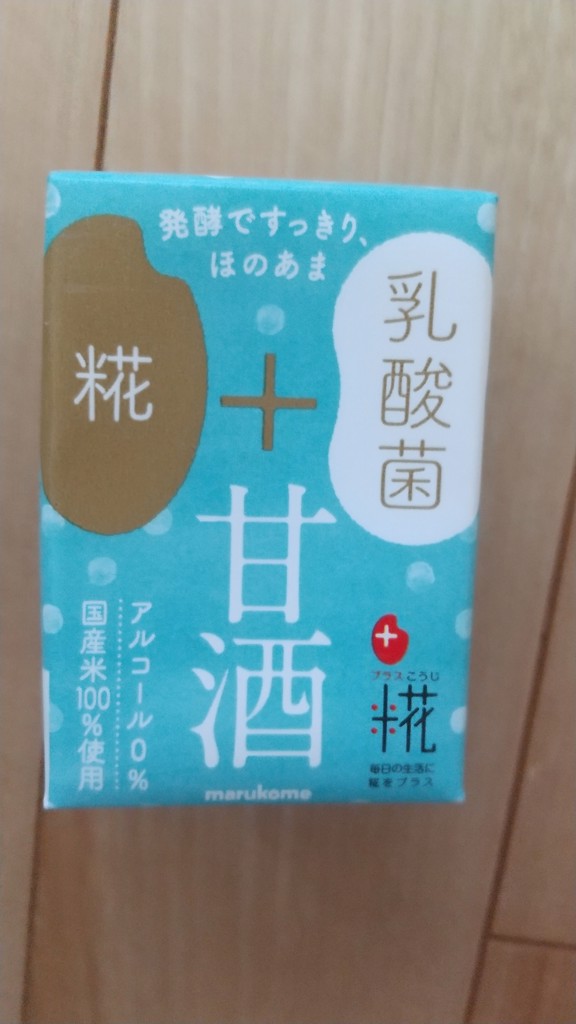 発酵ですっきり、
ほのあま
糀
+
乳酸菌
甘酒
アルコール0%
国産米100%使用
プラスこうじ
糀
毎日の生活に
糀をプラス
marukome